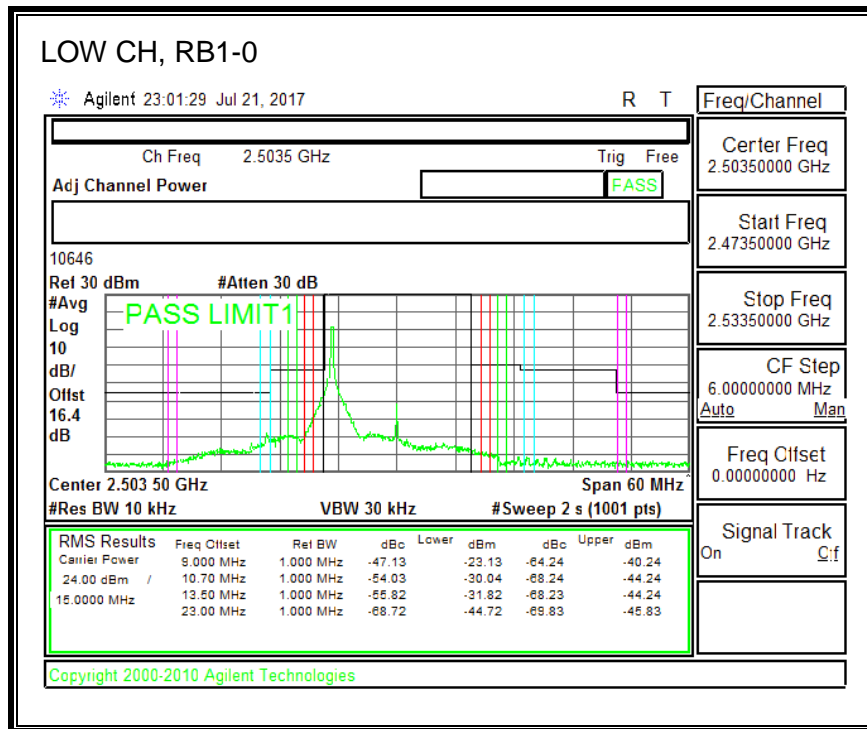 LOW CH, RB1-0
Agilent 23:01:29 Jul 21, 2017 R T
Freq/Channel
Ch Freq 2.5035 GHz Trig Free
Adj Channel Power PASS
Center Freq
2.50350000 GHz
Start Freq
2.47350000 GHz
Stop Freq
2.53350000 GHz
CF Step
6.00000000 MHz
Auto Man
Freq Offset
0.00000000 Hz
Signal Track
On Off
10646
Ref 30 dBm #Atten 30 dB
#Avg
Log
10
dB/
Offst
16.4
dB
PASS LIMIT1
Center 2.503 50 GHz Span 60 MHz
#Res BW 10 kHz VBW 30 kHz #Sweep 2 s (1001 pts)
RMS Results Freq Offset Ref BW dBc Lower dBm dBc Upper dBm
Carrier Power 9.000 MHz 1.000 MHz -47.13 -23.13 -64.24 -40.24
24.00 dBm / 10.70 MHz 1.000 MHz -54.03 -30.04 -68.24 -44.24
15.0000 MHz 13.50 MHz 1.000 MHz -55.82 -31.82 -68.23 -44.24
23.00 MHz 1.000 MHz -68.72 -44.72 -69.83 -45.83
Copyright 2000-2010 Agilent Technologies